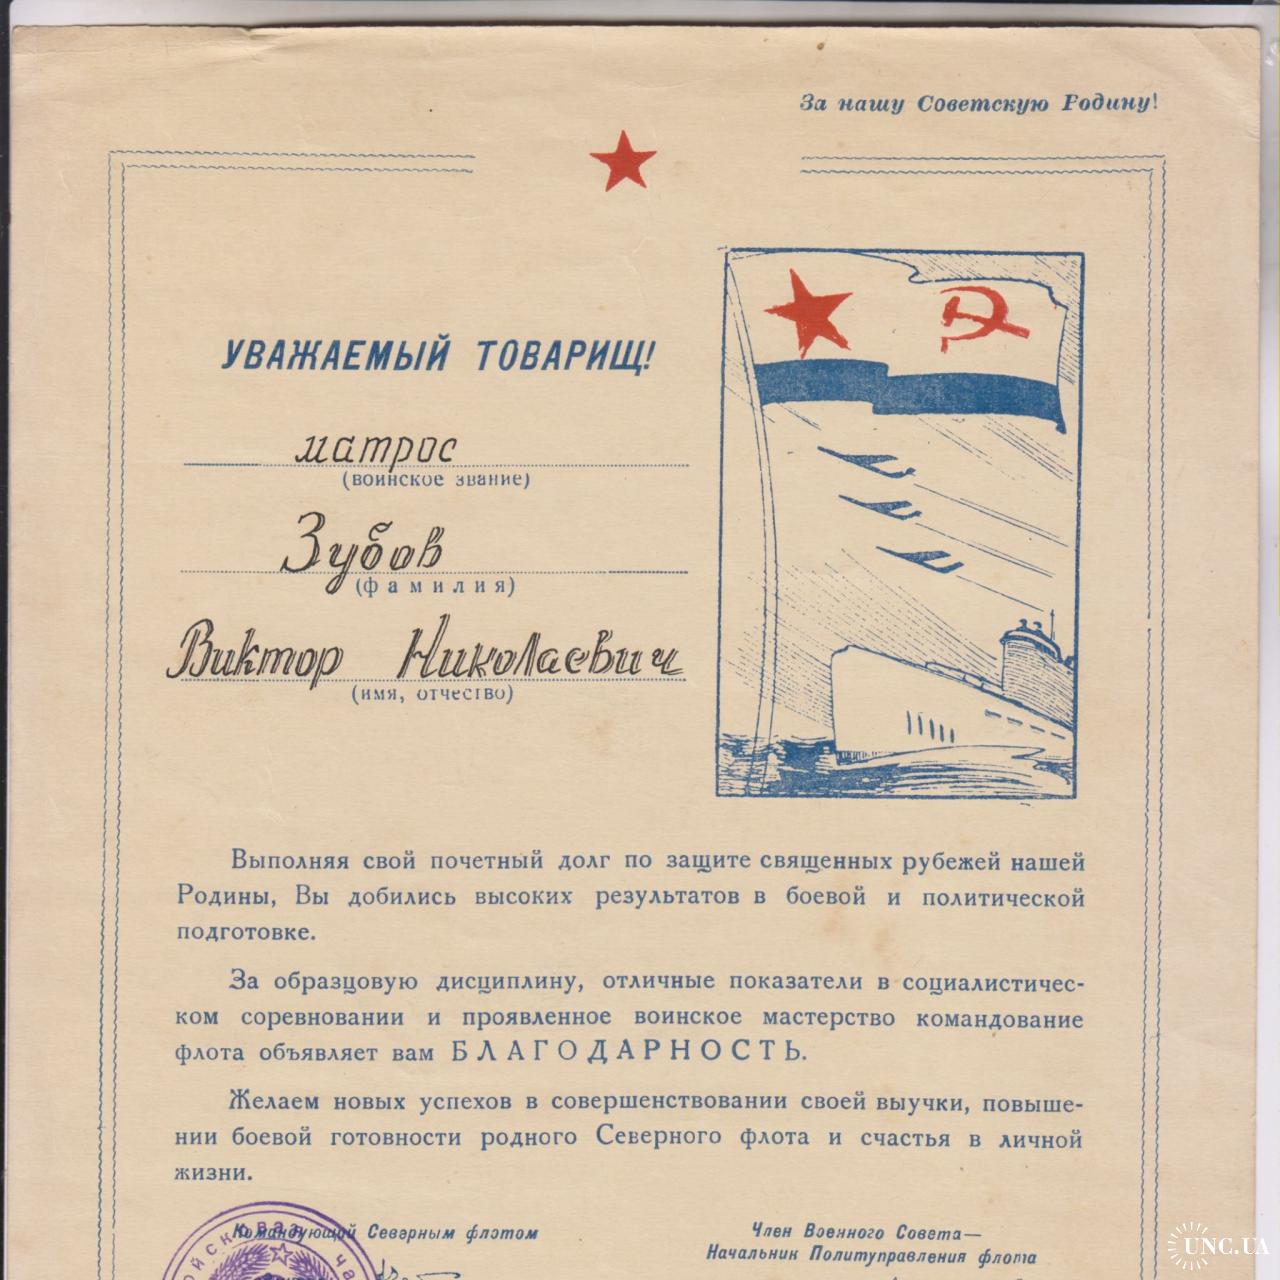 За нашу Советскую Родину!
УВАЖАЕМЫЙ ТОВАРИЩ!
матрос
(воинское звание)
Зубов
(фамилия)
Виктор Николаевич
(имя, отчество)
Выполняя свой почетный долг по защите священных рубежей нашей
Родины, Вы добились высоких результатов в боевой и политической
подготовке.
За образцовую дисциплину, отличные показатели в социалистичес-
ком соревновании и проявленное воинское мастерство командование
флота объявляет вам БЛАГОДАРНОСТЬ.
Желаем новых успехов в совершенствовании своей выучки, повыше-
нии боевой готовности родного Северного флота и счастья в личной
жизни.
Командующий Северным флотом
Член Военного Совета—
Начальник Политуправления флота
UNC.UA